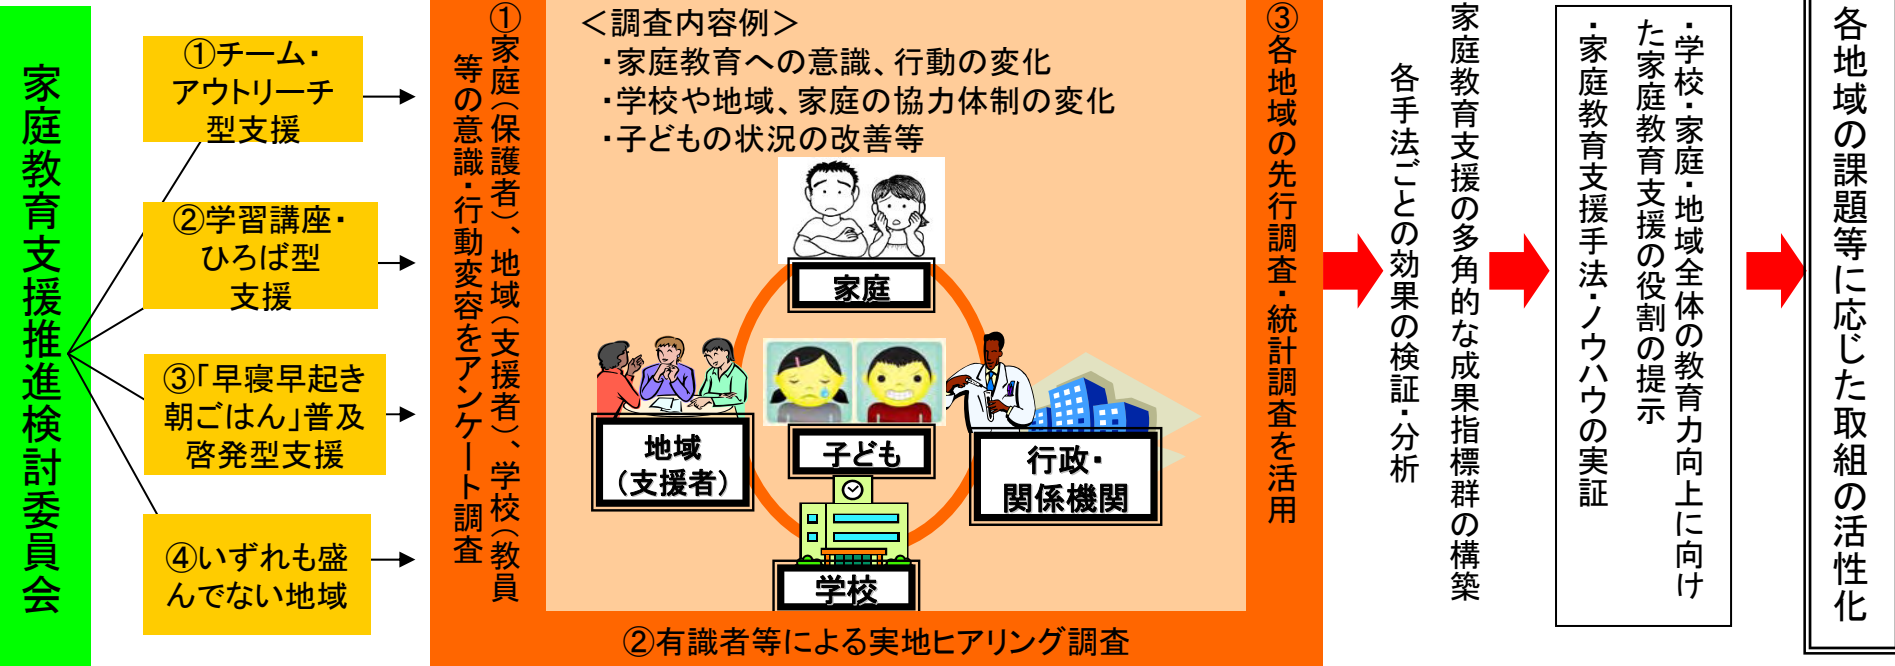 家庭教育支援推進検討委員会
①チーム・
アウトリーチ
型支援
②学習講座・
ひろば型
支援
③「早寝早起き
朝ごはん」普及
啓発型支援
④いずれも盛
んでない地域
①家庭(保護者)、地域(支援者)、学校(教員
等の意識・行動変容をアンケート調査
＜調査内容例＞
・家庭教育への意識、行動の変化
・学校や地域、家庭の協力体制の変化
・子どもの状況の改善等
家庭
地域
(支援者)
子ども
行政・
関係機関
学校
②有識者等による実地ヒアリング調査
③各地域の先行調査・統計調査を活用
家庭教育支援の多角的な成果指標群の構築
各手法ごとの効果の検証・分析
・学校・家庭・地域全体の教育力向上に向け
た家庭教育支援の役割の提示
・家庭教育支援手法・ノウハウの実証
各地域の課題等に応じた取組の活性化